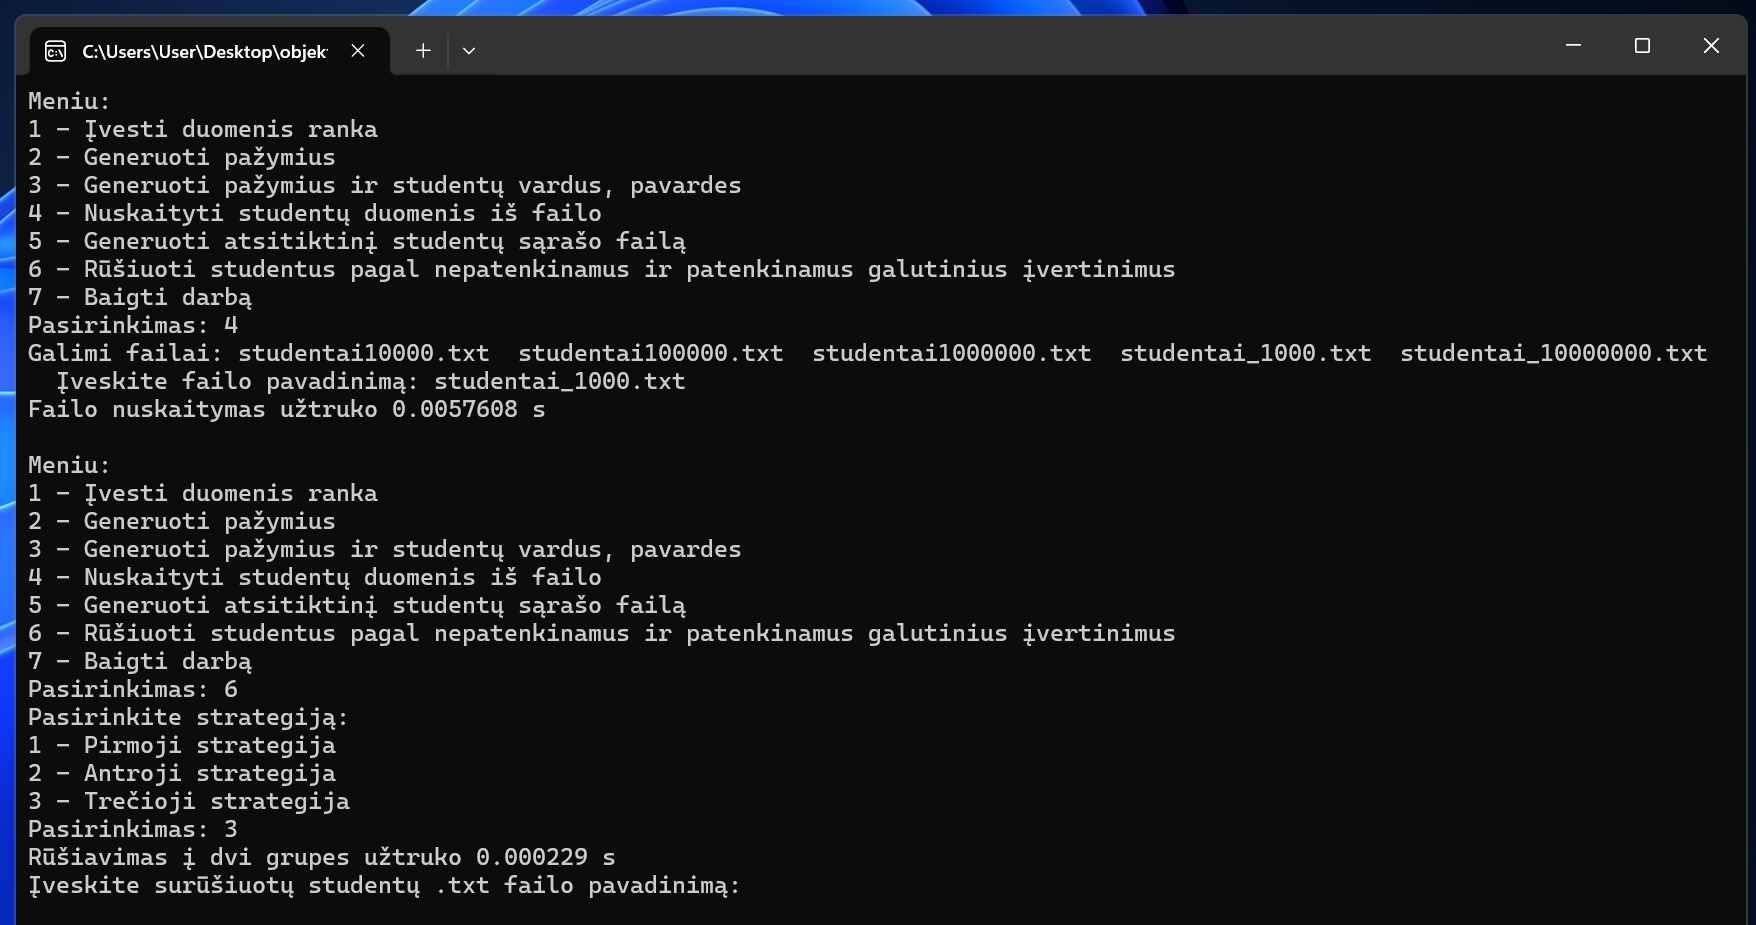 C:\Users\User\Desktop\objek
Meniu:
1 - Įvesti duomenis ranka
2 - Generuoti pažymius
3 - Generuoti pažymius ir studentų vardus, pavardes
4 - Nuskaityti studentų duomenis iš failo
5 - Generuoti atsitiktinį studentų sąrašo failą
6 - Rūšiuoti studentus pagal nepatenkinamus ir patenkinamus galutinius įvertinimus
7 - Baigti darbą
Pasirinkimas: 4
Galimi failai: studentai10000.txt  studentai100000.txt  studentai1000000.txt  studentai_1000.txt  studentai_10000000.txt
  Įveskite failo pavadinimą: studentai_1000.txt
Failo nuskaitymas užtruko 0.0057608 s

Meniu:
1 - Įvesti duomenis ranka
2 - Generuoti pažymius
3 - Generuoti pažymius ir studentų vardus, pavardes
4 - Nuskaityti studentų duomenis iš failo
5 - Generuoti atsitiktinį studentų sąrašo failą
6 - Rūšiuoti studentus pagal nepatenkinamus ir patenkinamus galutinius įvertinimus
7 - Baigti darbą
Pasirinkimas: 6
Pasirinkite strategiją:
1 - Pirmoji strategija
2 - Antroji strategija
3 - Trečioji strategija
Pasirinkimas: 3
Rūšiavimas į dvi grupes užtruko 0.000229 s
Įveskite surūšiuotų studentų .txt failo pavadinimą: